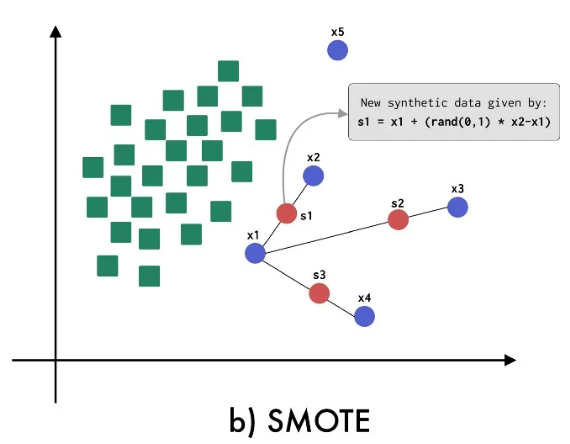 x5
New synthetic data given by:
s1 = x1 + (rand(0,1) * x2-x1)
x2
x3
s2
s1
x1
s3
x4
b) SMOTE